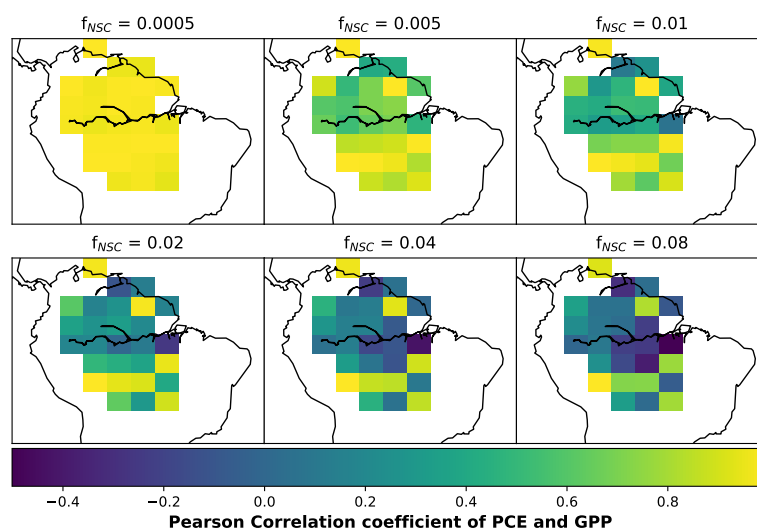 f_NSC = 0.0005 f_NSC = 0.005 f_NSC = 0.01
f_NSC = 0.02 f_NSC = 0.04 f_NSC = 0.08
−0.4 −0.2 0.0 0.2 0.4 0.6 0.8
Pearson Correlation coefficient of PCE and GPP